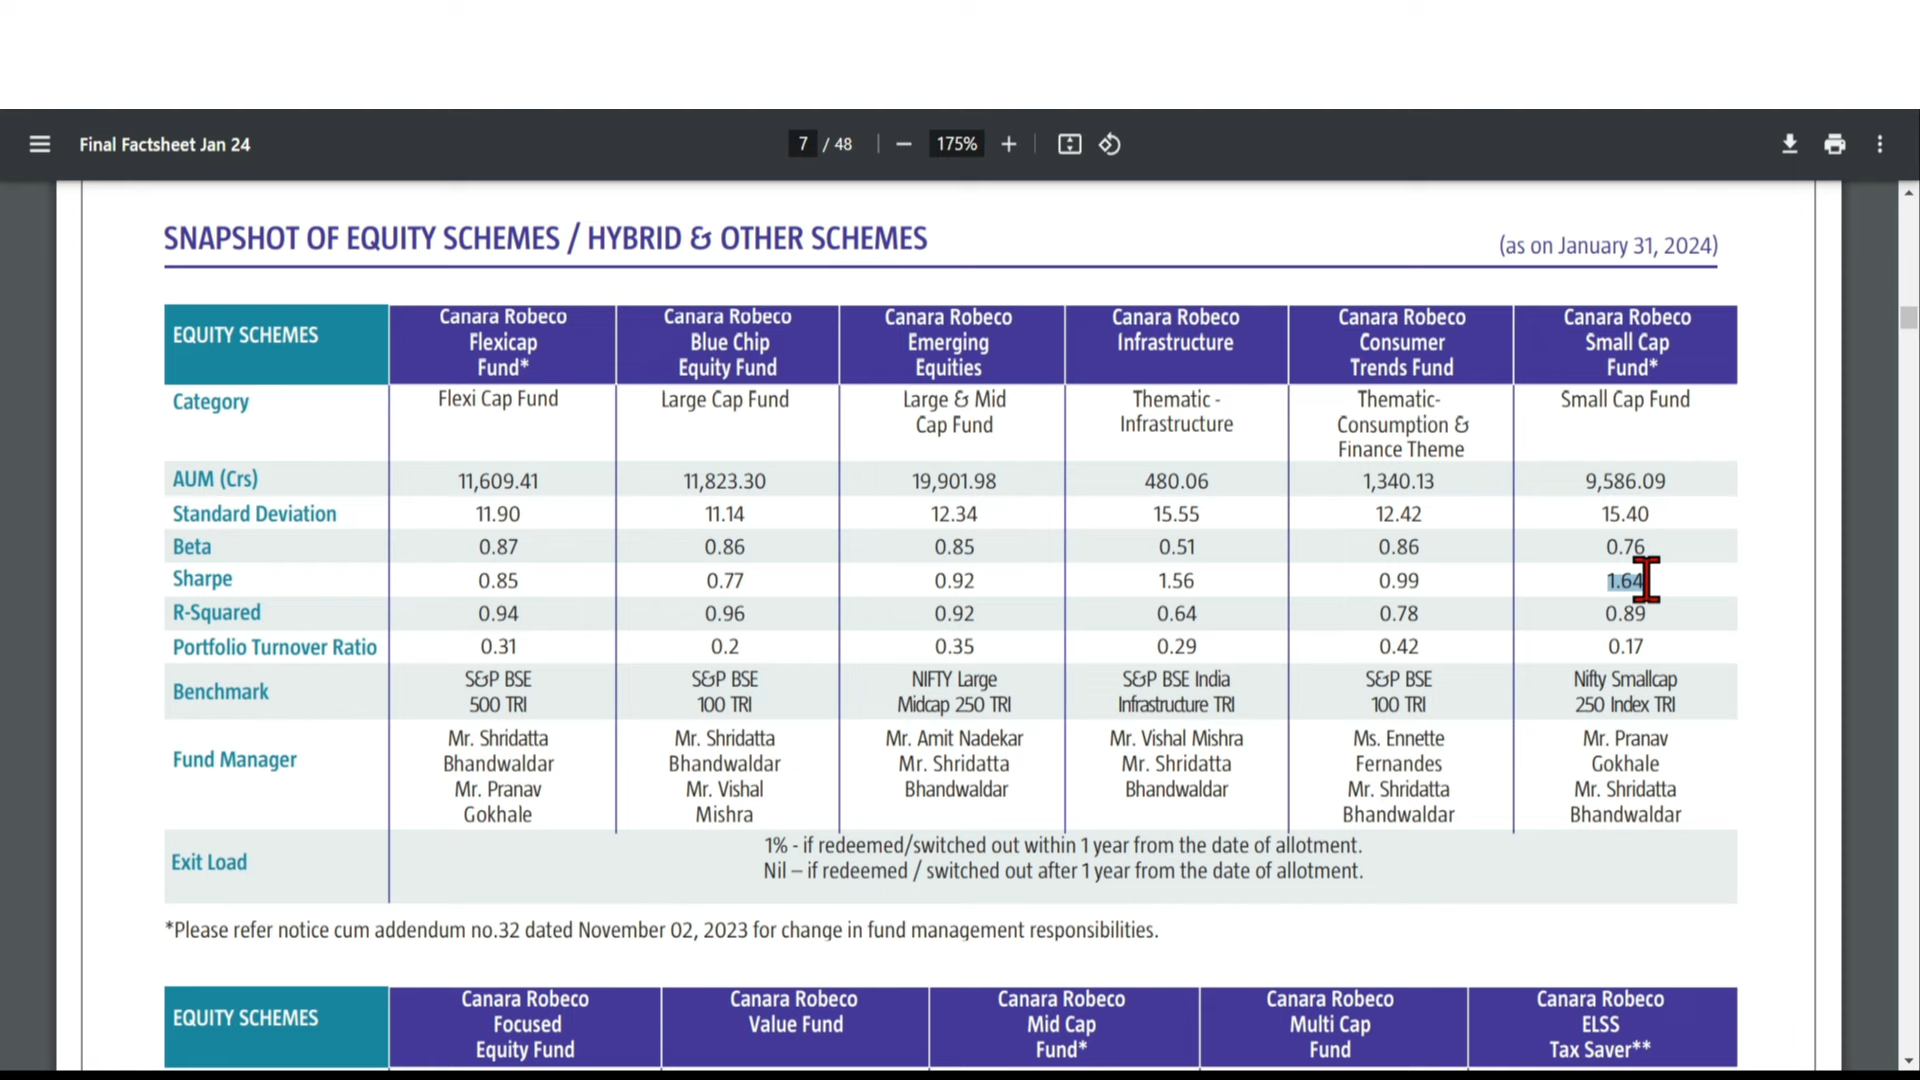 Final Factsheet Jan 24
7 / 48
175%
SNAPSHOT OF EQUITY SCHEMES / HYBRID & OTHER SCHEMES
(as on January 31, 2024)
EQUITY SCHEMES
Canara Robeco
Flexicap
Fund*
Canara Robeco
Blue Chip
Equity Fund
Canara Robeco
Emerging
Equities
Canara Robeco
Infrastructure
Canara Robeco
Consumer
Trends Fund
Canara Robeco
Small Cap
Fund*
Category
Flexi Cap Fund
Large Cap Fund
Large & Mid
Cap Fund
Thematic -
Infrastructure
Thematic-
Consumption &
Finance Theme
Small Cap Fund
AUM (Crs) 11,609.41 11,823.30 19,901.98 480.06 1,340.13 9,586.09
Standard Deviation 11.90 11.14 12.34 15.55 12.42 15.40
Beta 0.87 0.86 0.85 0.51 0.86 0.76
Sharpe 0.85 0.77 0.92 1.56 0.99 1.64
R-Squared 0.94 0.96 0.92 0.64 0.78 0.89
Portfolio Turnover Ratio 0.31 0.2 0.35 0.29 0.42 0.17
Benchmark
S&P BSE
500 TRI
S&P BSE
100 TRI
NIFTY Large
Midcap 250 TRI
S&P BSE India
Infrastructure TRI
S&P BSE
100 TRI
Nifty Smallcap
250 Index TRI
Fund Manager
Mr. Shridatta
Bhandwaldar
Mr. Pranav
Gokhale
Mr. Shridatta
Bhandwaldar
Mr. Vishal
Mishra
Mr. Amit Nadekar
Mr. Shridatta
Bhandwaldar
Mr. Vishal Mishra
Mr. Shridatta
Bhandwaldar
Ms. Ennette
Fernandes
Mr. Shridatta
Bhandwaldar
Mr. Pranav
Gokhale
Mr. Shridatta
Bhandwaldar
Exit Load
1% - if redeemed/switched out within 1 year from the date of allotment.
Nil – if redeemed / switched out after 1 year from the date of allotment.
*Please refer notice cum addendum no.32 dated November 02, 2023 for change in fund management responsibilities.
EQUITY SCHEMES
Canara Robeco
Focused
Equity Fund
Canara Robeco
Value Fund
Canara Robeco
Mid Cap
Fund*
Canara Robeco
Multi Cap
Fund
Canara Robeco
ELSS
Tax Saver**